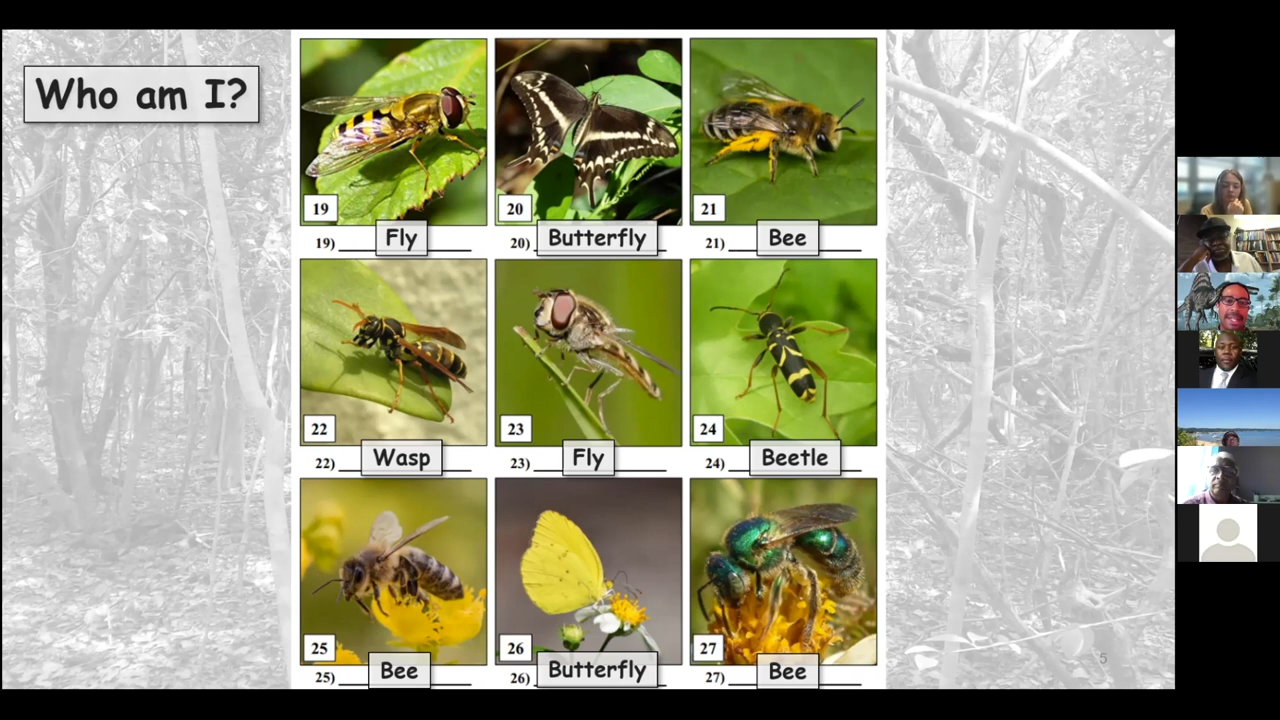 Who am I?
19
20
21
19) Fly
20) Butterfly
21) Bee
22
23
24
22) Wasp
23) Fly
24) Beetle
25
26
27
25) Bee
26) Butterfly
27) Bee
5